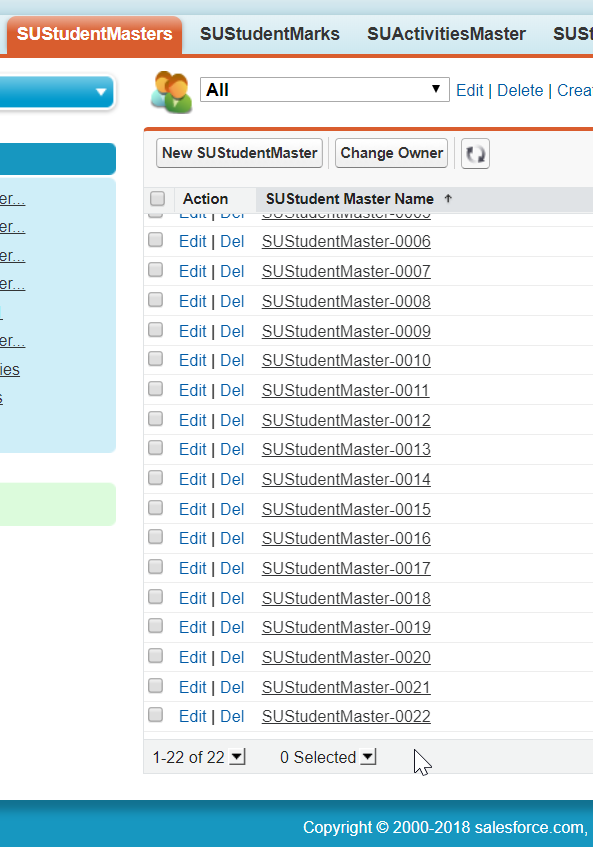 SUStudentMasters SUStudentMarks SUActivitiesMaster SUST
All ▼ Edit | Delete | Creat
New SUStudentMaster Change Owner
Action SUStudent Master Name ↑
Edit | Del SUStudentMaster-0005
er...
Edit | Del SUStudentMaster-0006
er...
Edit | Del SUStudentMaster-0007
er...
Edit | Del SUStudentMaster-0008
er...
Edit | Del SUStudentMaster-0009
er...
Edit | Del SUStudentMaster-0010
ies
Edit | Del SUStudentMaster-0011
s
Edit | Del SUStudentMaster-0012
Edit | Del SUStudentMaster-0013
Edit | Del SUStudentMaster-0014
Edit | Del SUStudentMaster-0015
Edit | Del SUStudentMaster-0016
Edit | Del SUStudentMaster-0017
Edit | Del SUStudentMaster-0018
Edit | Del SUStudentMaster-0019
Edit | Del SUStudentMaster-0020
Edit | Del SUStudentMaster-0021
Edit | Del SUStudentMaster-0022
1-22 of 22 0 Selected
Copyright © 2000-2018 salesforce.com,